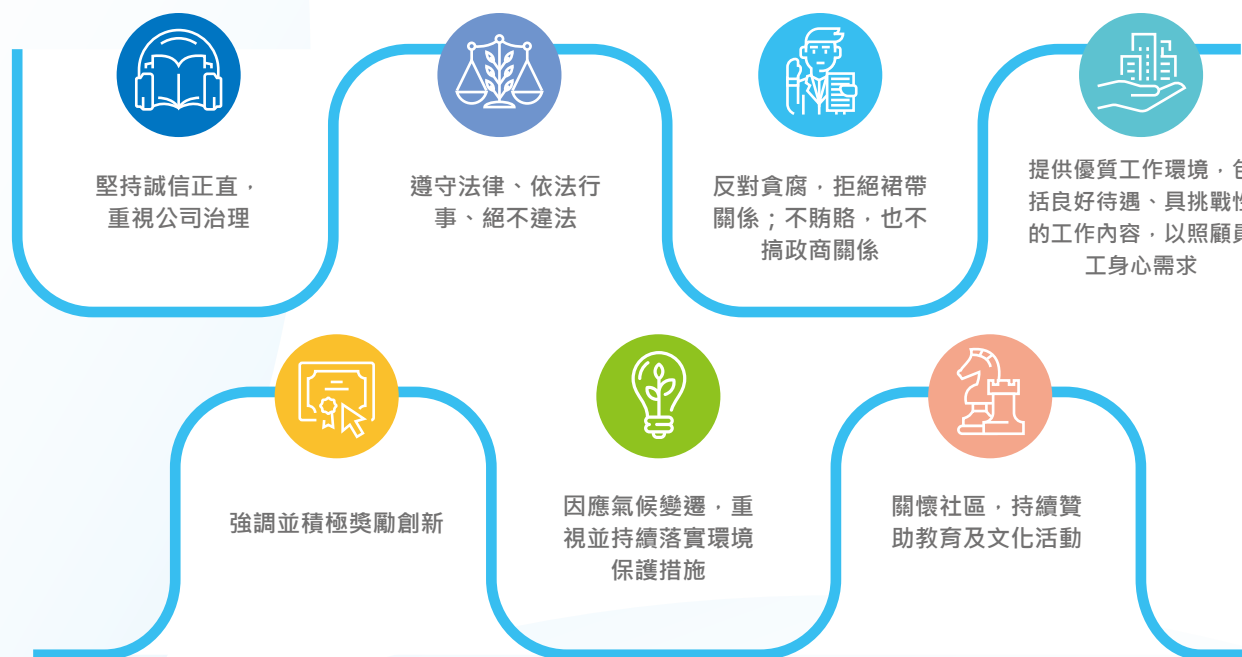 堅持誠信正直，
重視公司治理
遵守法律、依法行
事、絕不違法
反對貪腐，拒絕裙帶
關係；不賄賂，也不
搞政商關係
提供優質工作環境，包
括良好待遇、具挑戰性
的工作內容，以照顧員
工身心需求
強調並積極獎勵創新
因應氣候變遷，重
視並持續落實環境
保護措施
關懷社區，持續贊
助教育及文化活動